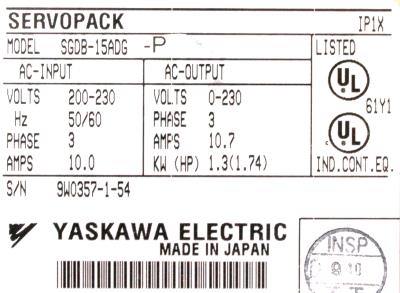 SERVOPACK IP1X
MODEL SGDB-15ADG -P LISTED
AC-INPUT AC-OUTPUT
VOLTS 200-230 VOLTS 0-230
Hz 50/60 PHASE 3
PHASE 3 AMPS 10.7
AMPS 10.0 KW (HP) 1.3(1.74)
UL
61Y1
c UL
IND.CONT.EQ.
S/N 9W0357-1-54
YASKAWA ELECTRIC
MADE IN JAPAN
INSP